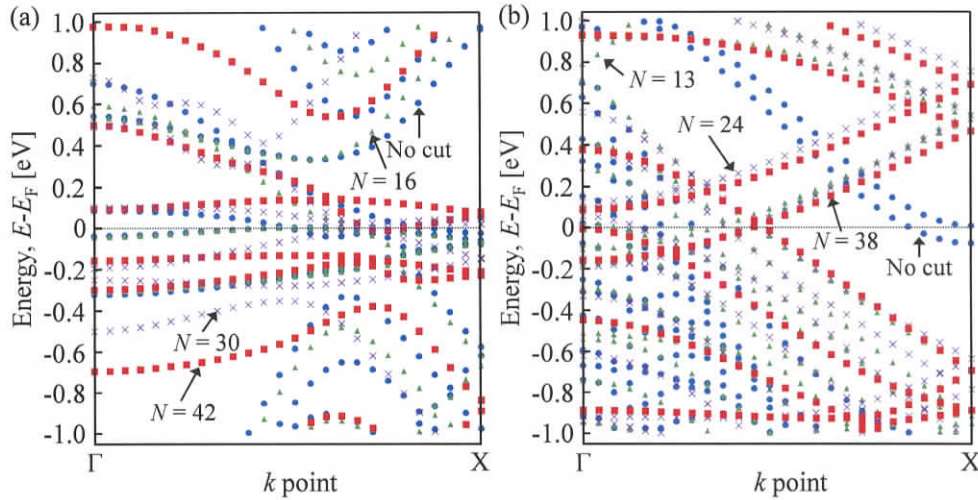 (a)
Energy, E-E_F [eV]
1.0
0.8
0.6
0.4
0.2
0
-0.2
-0.4
-0.6
-0.8
-1.0
No cut
N = 16
N = 30
N = 42
Γ
X
k point
(b)
Energy, E-E_F [eV]
1.0
0.8
0.6
0.4
0.2
0
-0.2
-0.4
-0.6
-0.8
-1.0
N = 13
N = 24
N = 38
No cut
Γ
X
k point